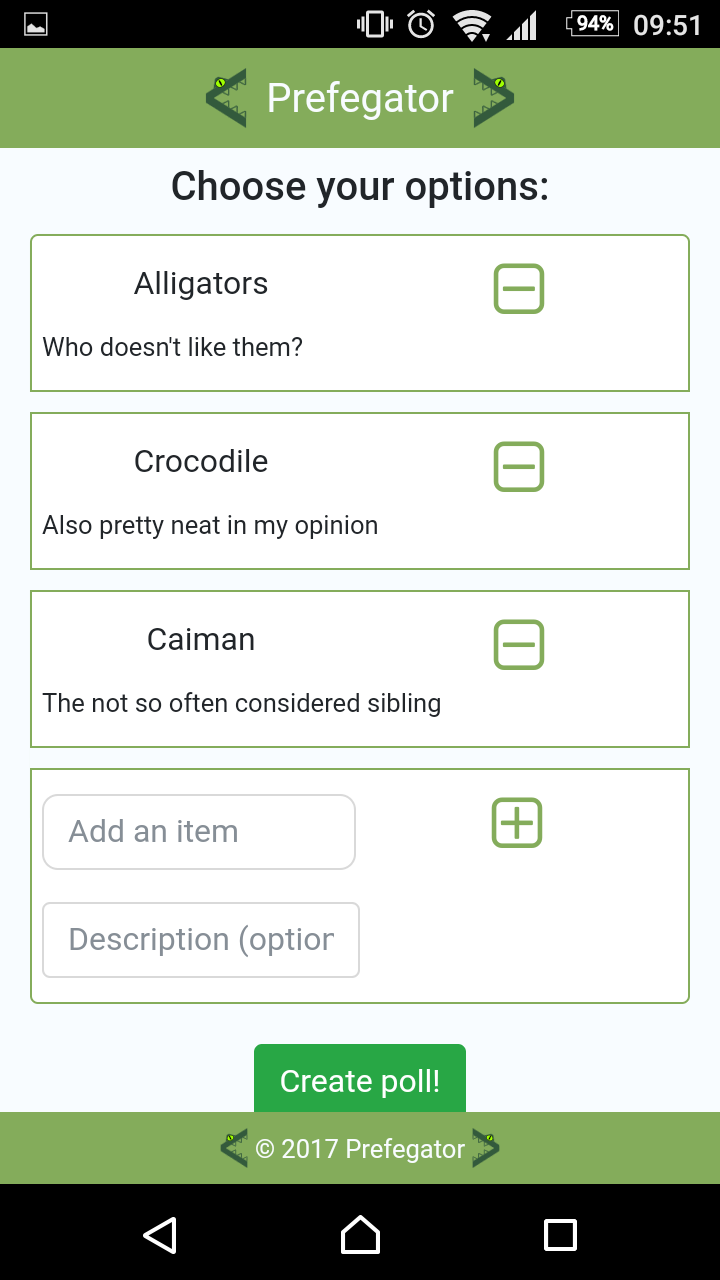 94% 09:51
Prefegator
Choose your options:
Alligators
Who doesn't like them?
Crocodile
Also pretty neat in my opinion
Caiman
The not so often considered sibling
Add an item
Description (option
Create poll!
© 2017 Prefegator